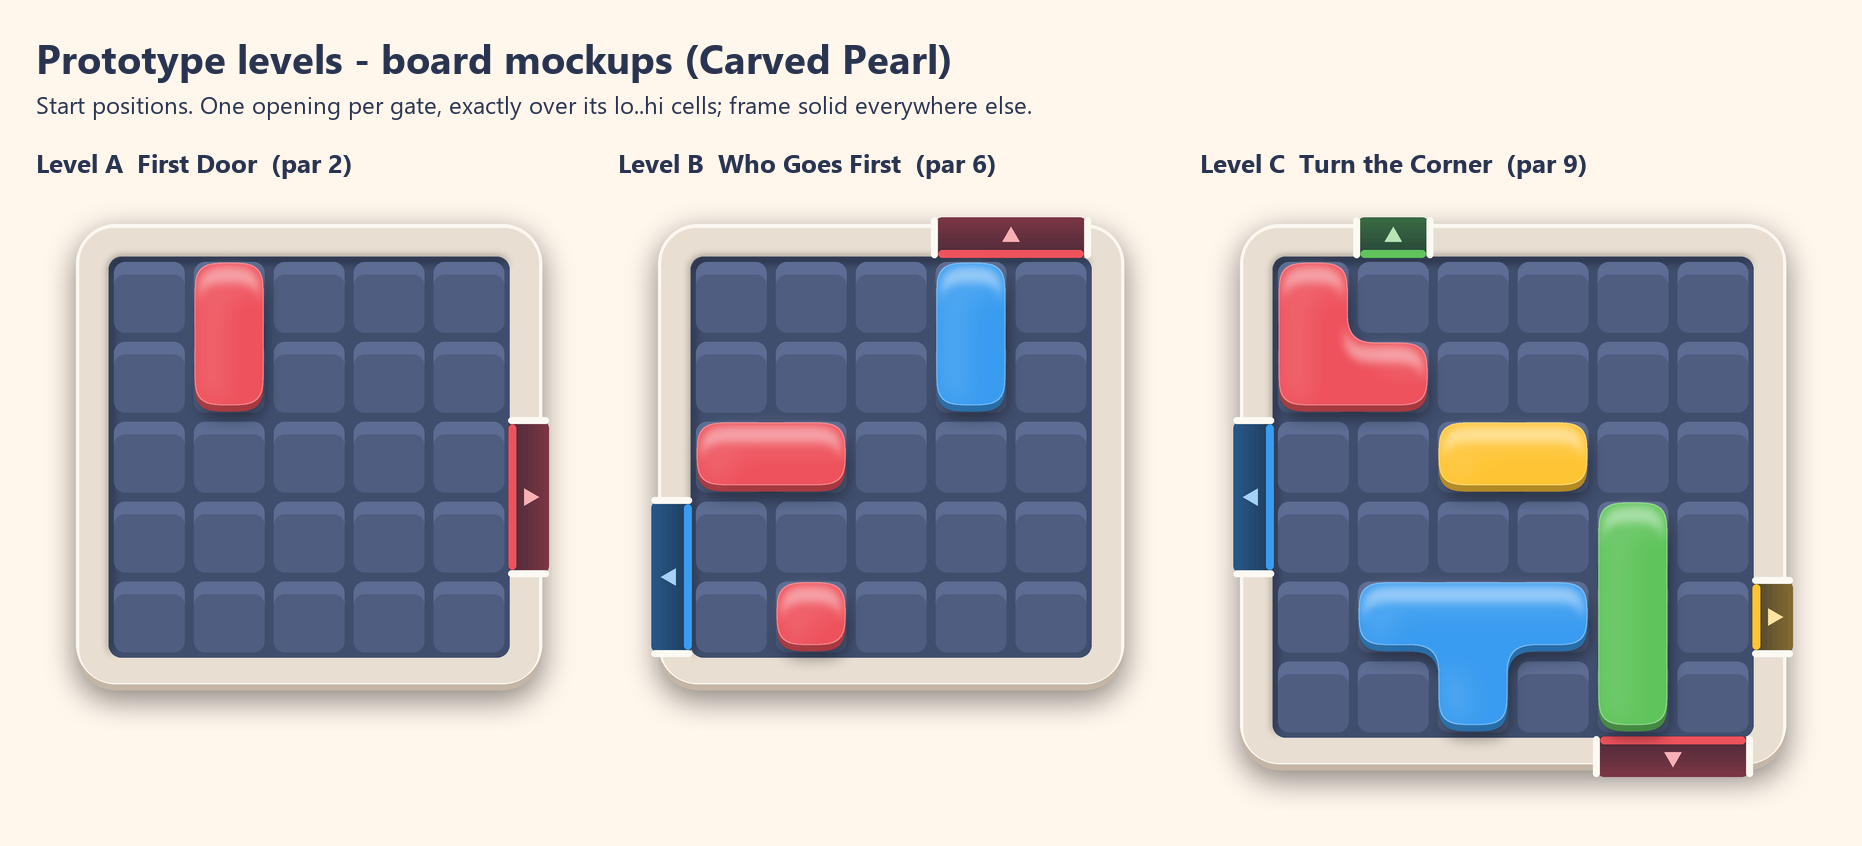 Prototype levels - board mockups (Carved Pearl)
Start positions. One opening per gate, exactly over its lo..hi cells; frame solid everywhere else.
Level A  First Door  (par 2)
Level B  Who Goes First  (par 6)
Level C  Turn the Corner  (par 9)